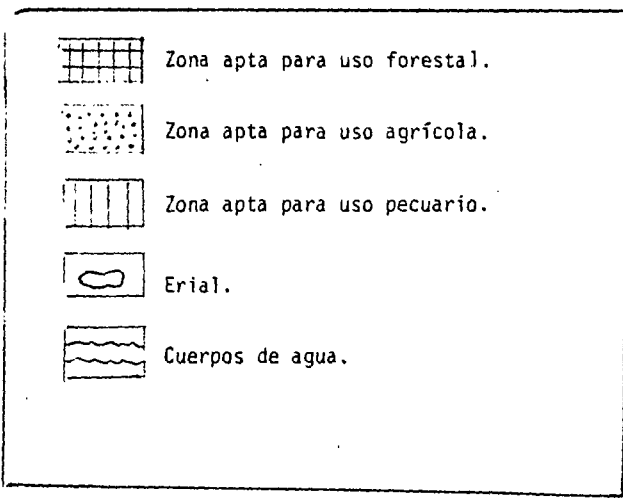 Zona apta para uso forestal.
Zona apta para uso agrícola.
Zona apta para uso pecuario.
Erial.
Cuerpos de agua.